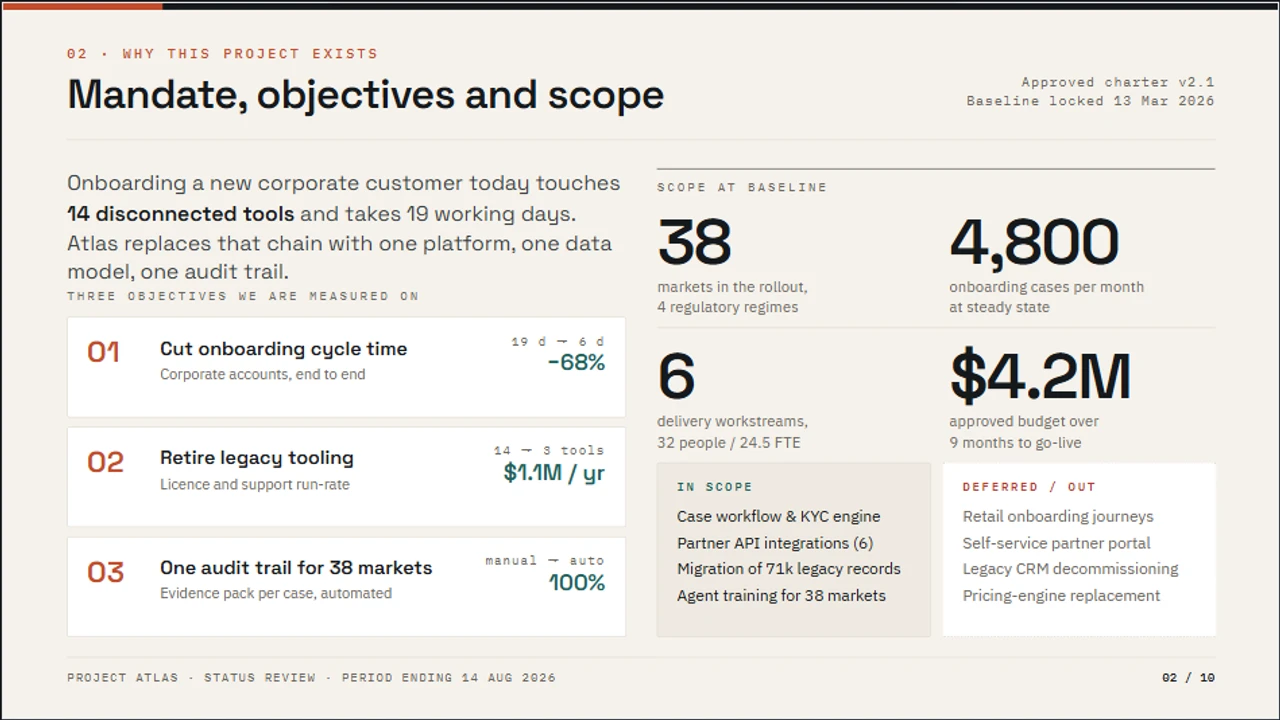 02 · WHY THIS PROJECT EXISTS
Mandate, objectives and scope
Approved charter v2.1
Baseline locked 13 Mar 2026
Onboarding a new corporate customer today touches
14 disconnected tools and takes 19 working days.
Atlas replaces that chain with one platform, one data
model, one audit trail.
THREE OBJECTIVES WE ARE MEASURED ON
01
Cut onboarding cycle time
Corporate accounts, end to end
19 d → 6 d
−68%
02
Retire legacy tooling
Licence and support run-rate
14 → 3 tools
$1.1M / yr
03
One audit trail for 38 markets
Evidence pack per case, automated
manual → auto
100%
SCOPE AT BASELINE
38
markets in the rollout,
4 regulatory regimes
4,800
onboarding cases per month
at steady state
6
delivery workstreams,
32 people / 24.5 FTE
$4.2M
approved budget over
9 months to go-live
IN SCOPE
Case workflow & KYC engine
Partner API integrations (6)
Migration of 71k legacy records
Agent training for 38 markets
DEFERRED / OUT
Retail onboarding journeys
Self-service partner portal
Legacy CRM decommissioning
Pricing-engine replacement
PROJECT ATLAS · STATUS REVIEW · PERIOD ENDING 14 AUG 2026
02 / 10